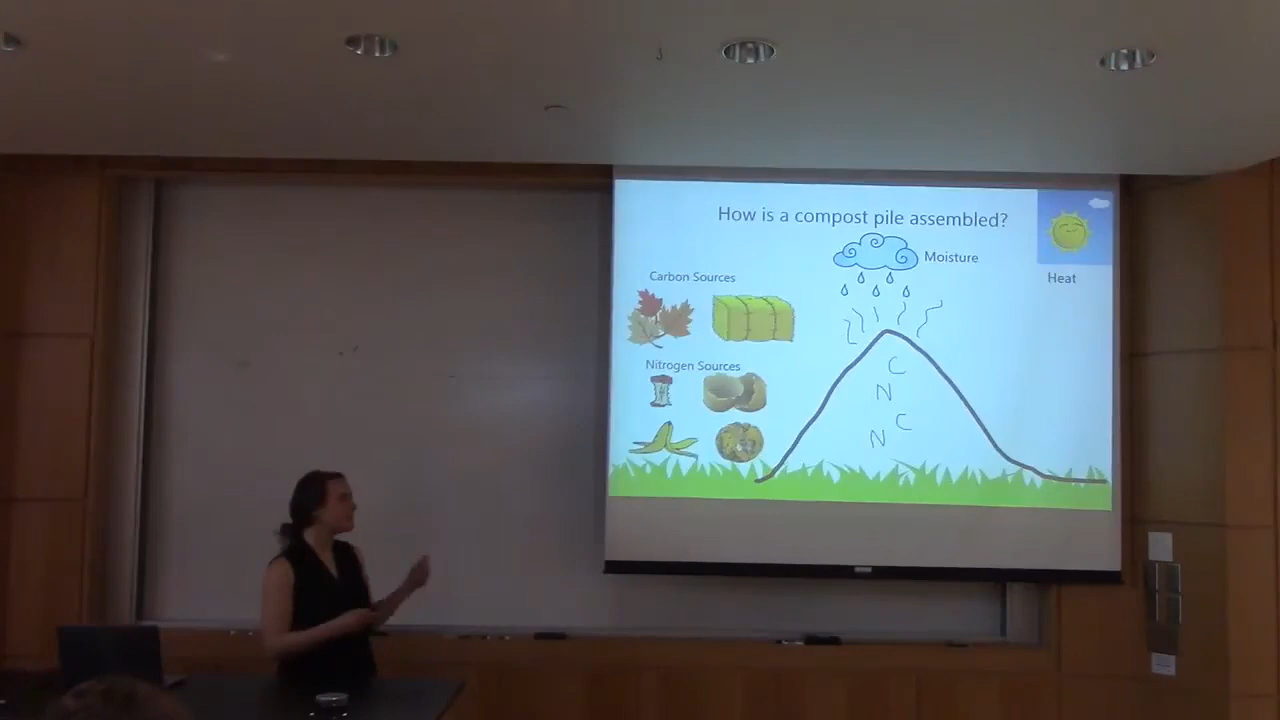 How is a compost pile assembled?
Moisture
Carbon Sources
Heat
Nitrogen Sources
C
N
C
N